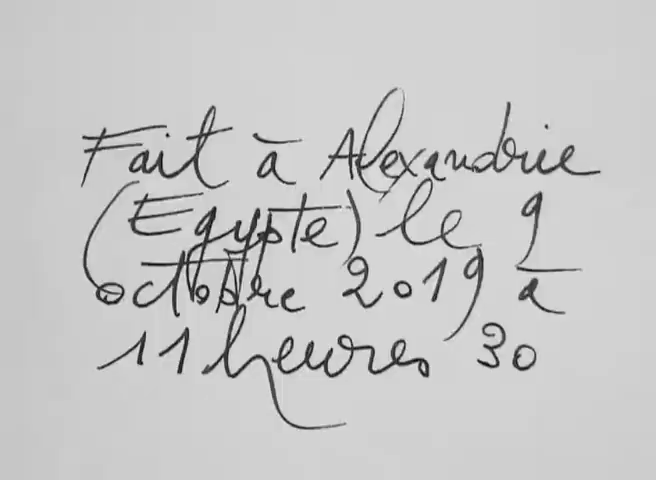 Fait à Alexandrie
(Egypte) le 9
octobre 2019 à
11 heures 30